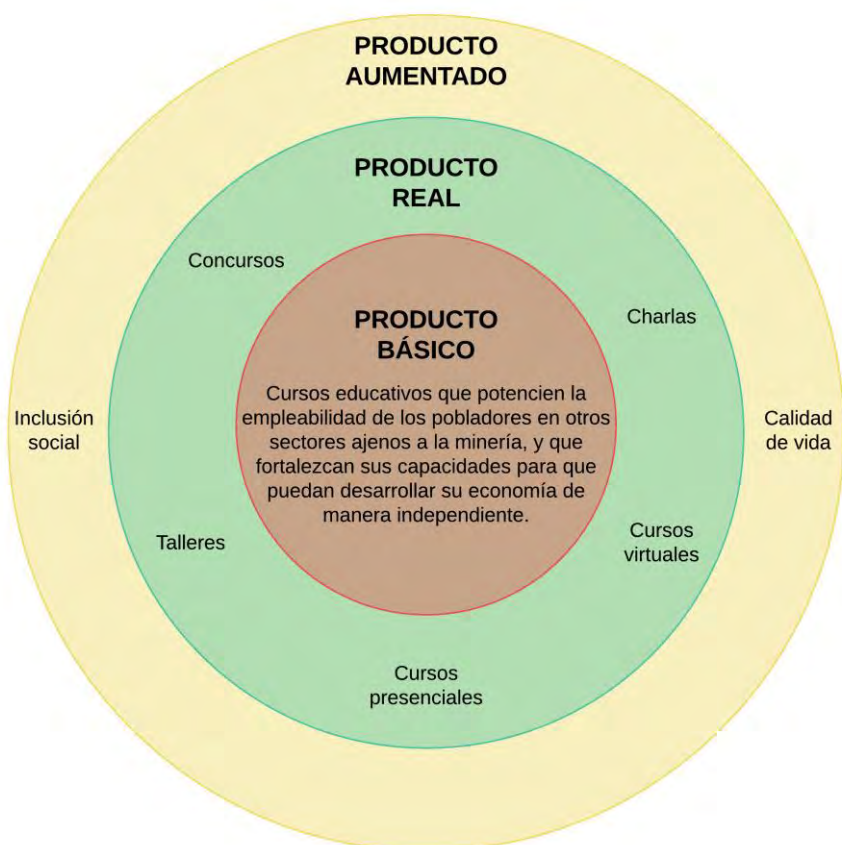 PRODUCTO
AUMENTADO
PRODUCTO
REAL
Concursos
Charlas
PRODUCTO
BÁSICO
Cursos educativos que potencien la
empleabilidad de los pobladores en otros
sectores ajenos a la minería, y que
fortalezcan sus capacidades para que
puedan desarrollar su economía de
manera independiente.
Inclusión
social
Calidad
de vida
Talleres
Cursos
virtuales
Cursos
presenciales